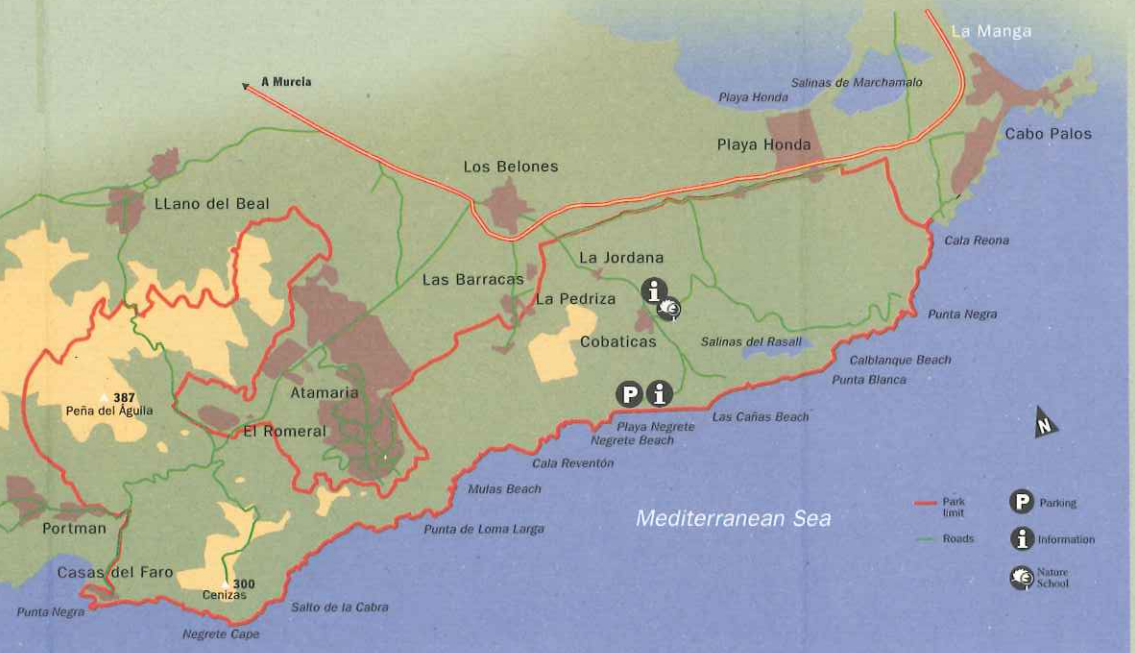 La Manga
A Murcia
Salinas de Marchamalo
Playa Honda
Cabo Palos
Playa Honda
Los Belones
LLano del Beal
Cala Reona
La Jordana
Las Barracas
La Pedriza
Punta Negra
Cobaticas
Salinas del Rasall
Calblanque Beach
Punta Blanca
387
Peña del Águila
Atamaria
Las Cañas Beach
Playa Negrete
Negrete Beach
El Romeral
Cala Reventón
Mulas Beach
N
Mediterranean Sea
Punta de Loma Larga
Portman
Casas del Faro
300
Cenizas
Punta Negra
Salto de la Cabra
Negrete Cape
Park
limit
Roads
P Parking
i Information
Nature
School
i
P i